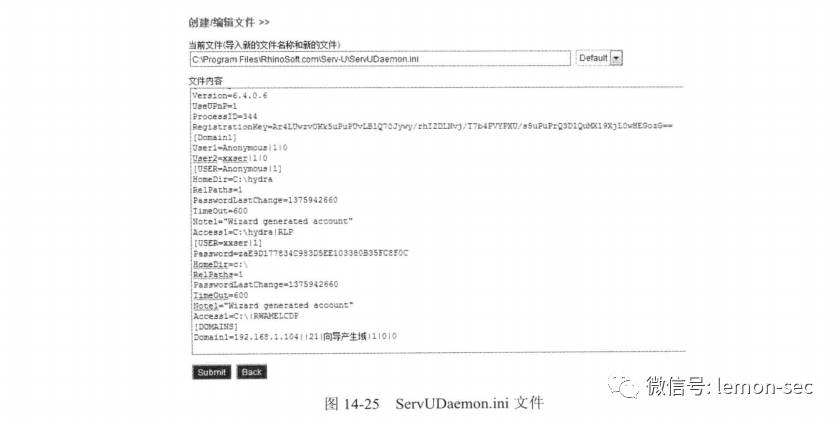 创建/编辑文件 >>
当前文件(导入新的文件名称和新的文件)
C:\Program Files\RhinoSoft.com\Serv-U\ServUDaemon.ini
Default
文件内容
Version=6.4.0.6
UseUPnP=1
ProcessID=344
[Domain1]
User1=Anonymous|1|0
User2=xxser|1|0
[USER=Anonymous|1]
HomeDir=C:\hydra
RelPaths=1
PasswordLastChange=1375942660
TimeOut=600
Note1="Wizard generated account"
Access1=C:\hydra|RLP
[USER=xxser|1]
Password=zaE9D177834C983D5EE103380B35FC8F0C
HomeDir=c:\
RelPaths=1
PasswordLastChange=1375942660
TimeOut=600
Note1="Wizard generated account"
Access1=C:\|RWAMELCDP
[DOMAINS]
Domain1=192.168.1.104||21|向导产生域|1|0|0
Submit
Back
微信号: lemon-sec
图 14-25 ServUDaemon.ini 文件